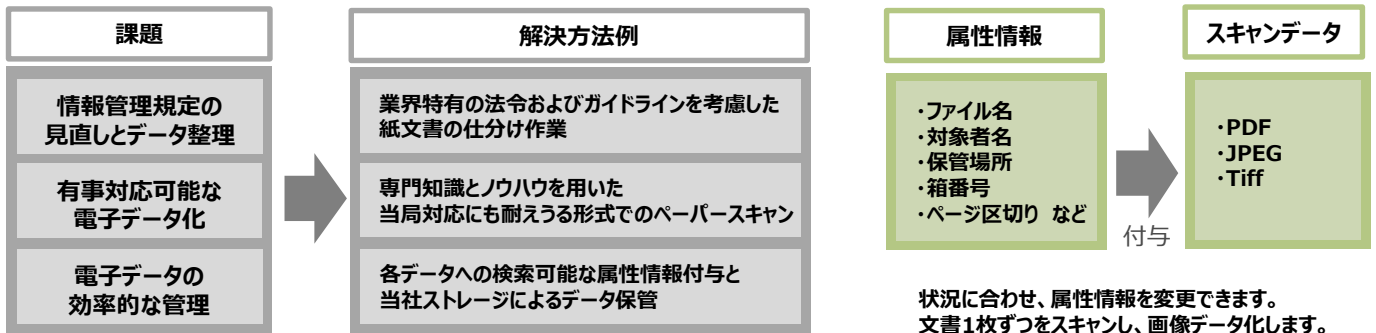 課題
情報管理規定の
見直しとデータ整理
有事対応可能な
電子データ化
電子データの
効率的な管理
解決方法例
業界特有の法令およびガイドラインを考慮した
紙文書の仕分け作業
専門知識とノウハウを用いた
当局対応にも耐えうる形式でのペーパースキャン
各データへの検索可能な属性情報付与と
当社ストレージによるデータ保管
属性情報
・ファイル名
・対象者名
・保管場所
・箱番号
・ページ区切り など
付与
スキャンデータ
・PDF
・JPEG
・Tiff
状況に合わせ、属性情報を変更できます。
文書1枚ずつをスキャンし、画像データ化します。